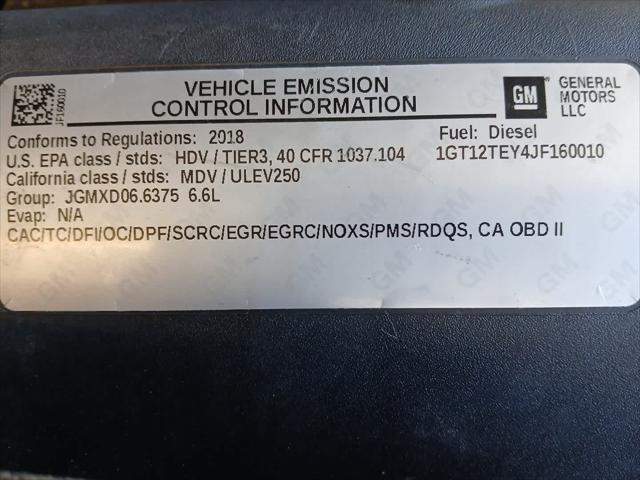 JF160010
VEHICLE EMISSION
CONTROL INFORMATION
GM
GENERAL
MOTORS
LLC
Conforms to Regulations: 2018
Fuel: Diesel
U.S. EPA class / stds: HDV / TIER3, 40 CFR 1037.104
1GT12TEY4JF160010
California class / stds: MDV / ULEV250
Group: JGMXD06.6375 6.6L
Evap: N/A
CAC/TC/DFI/OC/DPF/SCRC/EGR/EGRC/NOXS/PMS/RDQS, CA OBD II